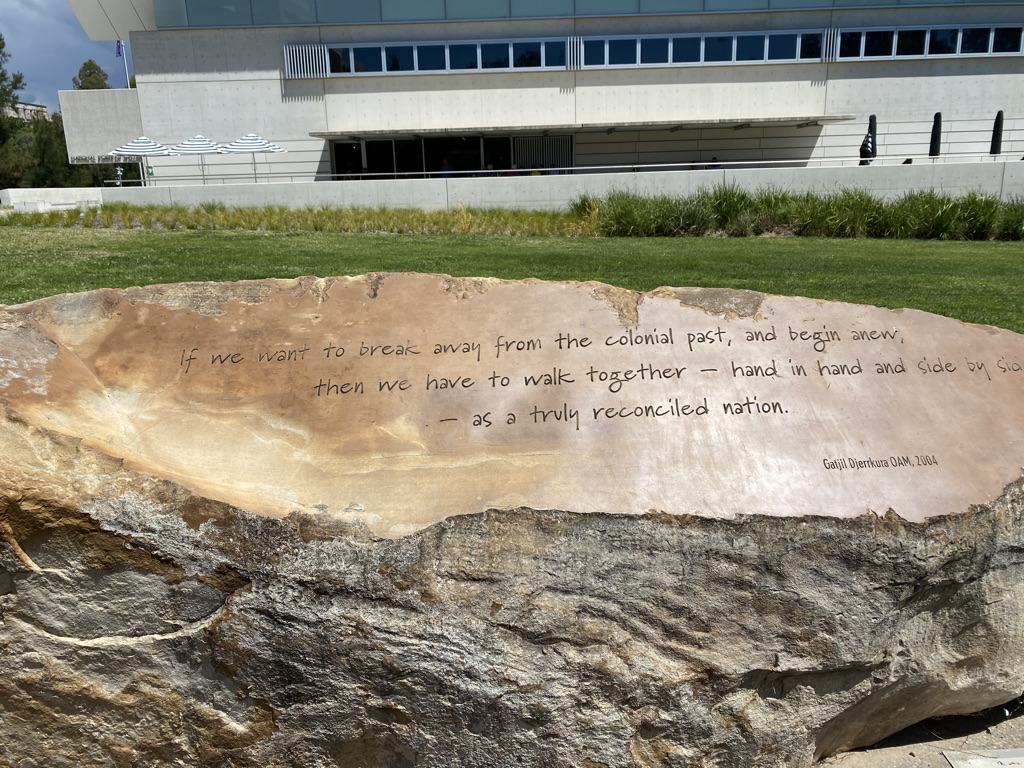 If we want to break away from the colonial past, and begin anew,
then we have to walk together — hand in hand and side by
— as a truly reconciled nation.
Gatjil Djerrkura OAM, 2004